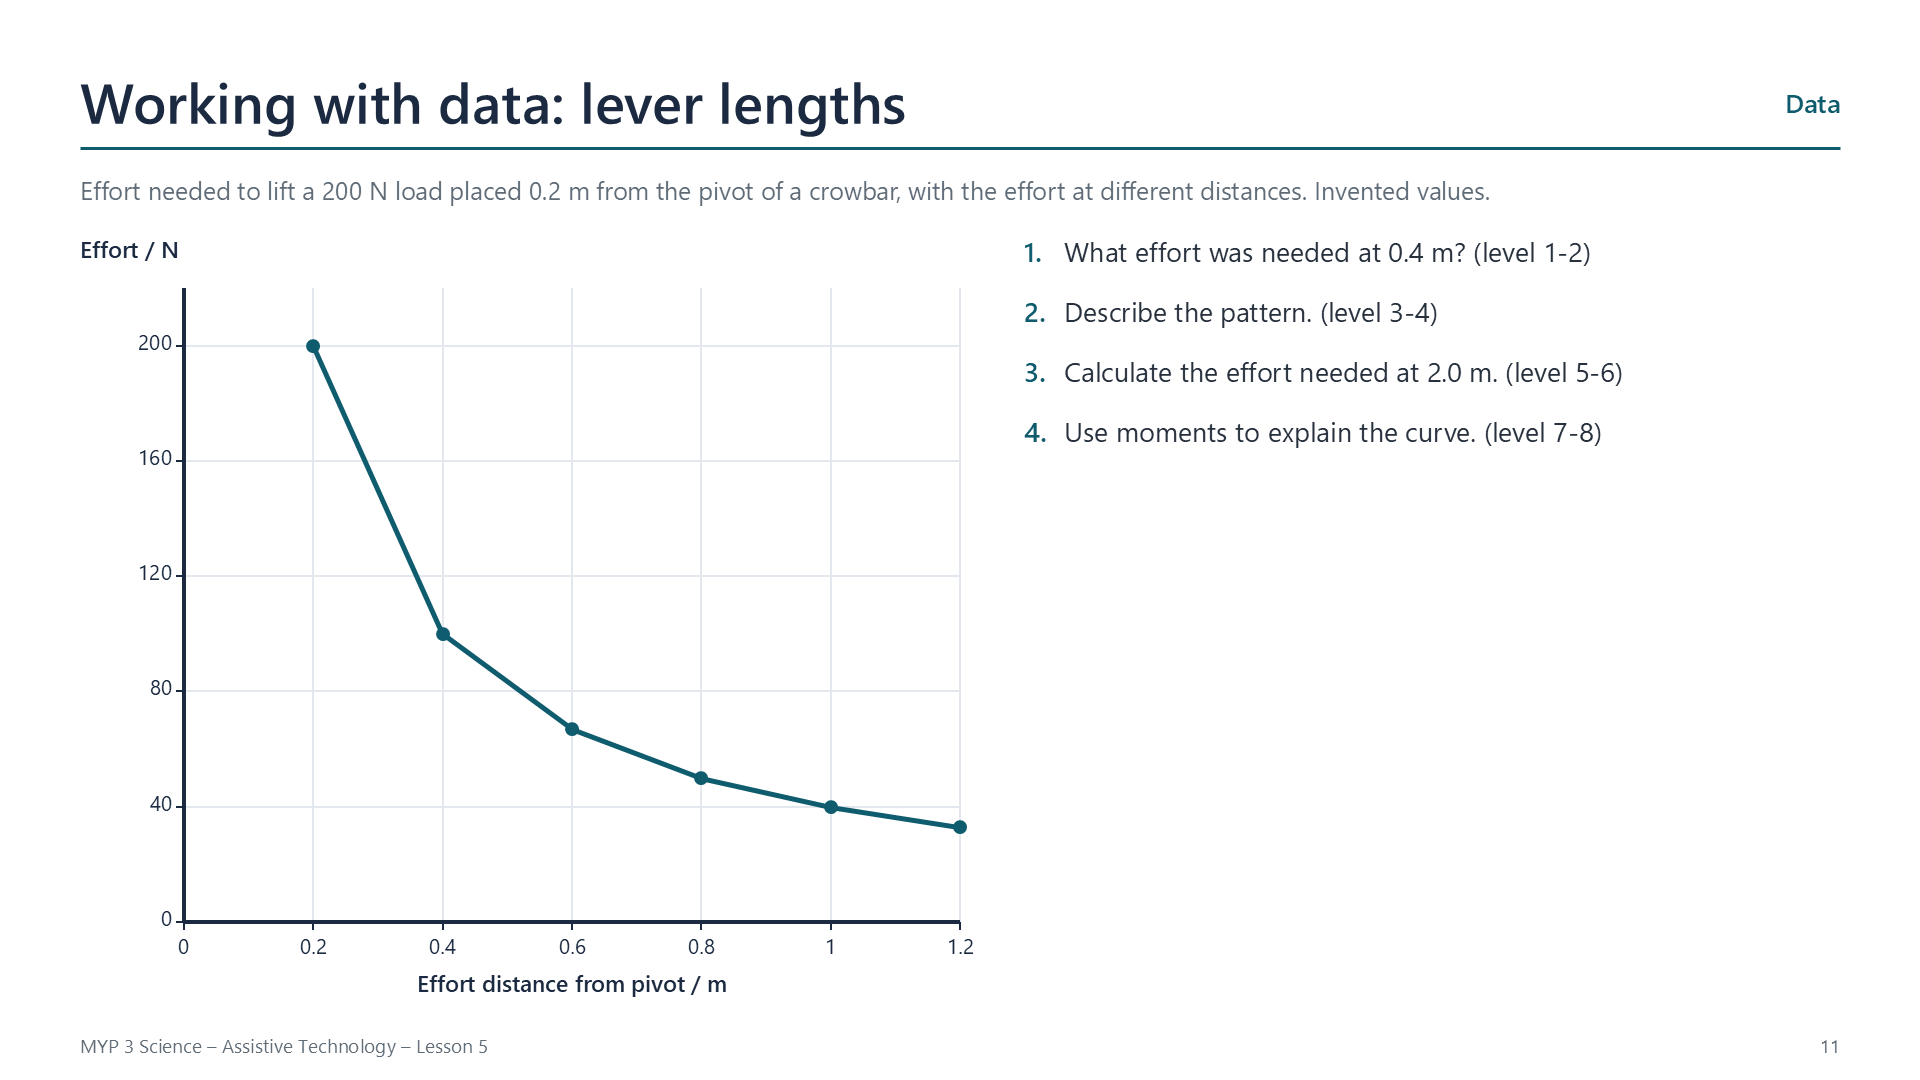 Working with data: lever lengths
Data
Effort needed to lift a 200 N load placed 0.2 m from the pivot of a crowbar, with the effort at different distances. Invented values.
Effort / N
200
160
120
80
40
0
0 0.2 0.4 0.6 0.8 1 1.2
Effort distance from pivot / m
1. What effort was needed at 0.4 m? (level 1-2)
2. Describe the pattern. (level 3-4)
3. Calculate the effort needed at 2.0 m. (level 5-6)
4. Use moments to explain the curve. (level 7-8)
MYP 3 Science – Assistive Technology – Lesson 5
11